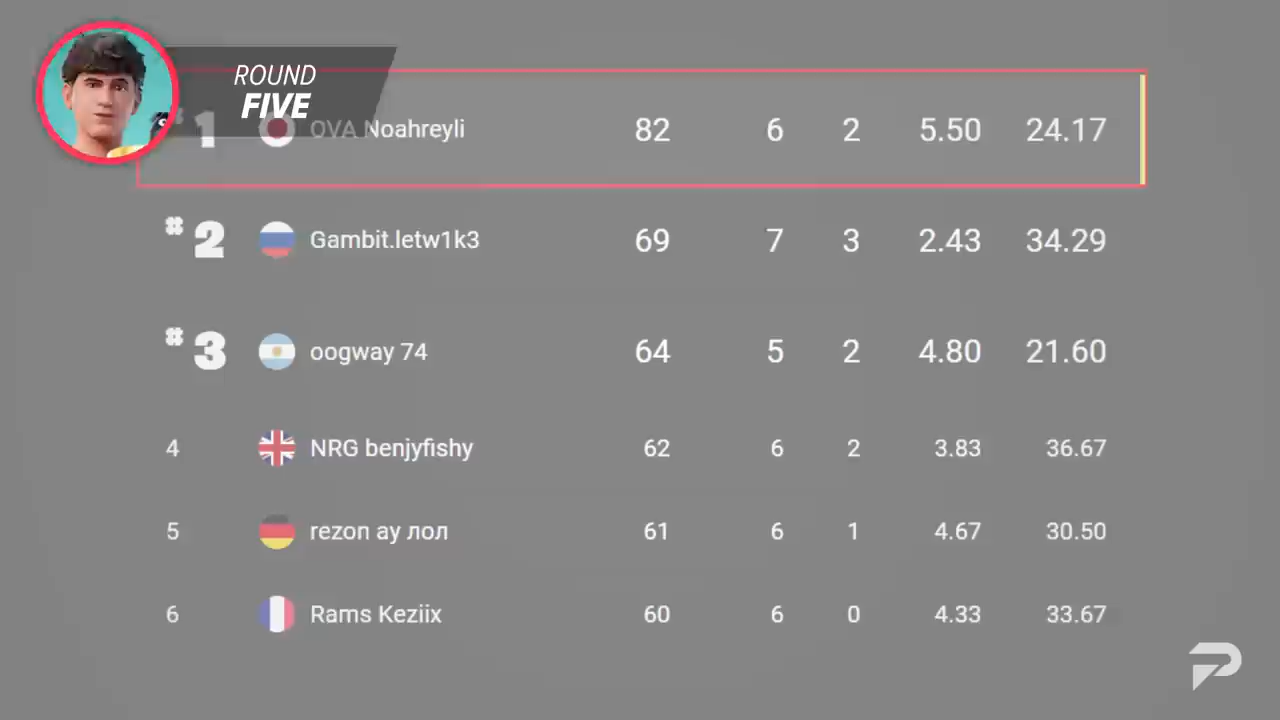 ROUND
FIVE
# 1 OVA Noahreyli 82 6 2 5.50 24.17
# 2 Gambit.letw1k3 69 7 3 2.43 34.29
# 3 oogway 74 64 5 2 4.80 21.60
4 NRG benjyfishy 62 6 2 3.83 36.67
5 rezon ay лол 61 6 1 4.67 30.50
6 Rams Keziix 60 6 0 4.33 33.67